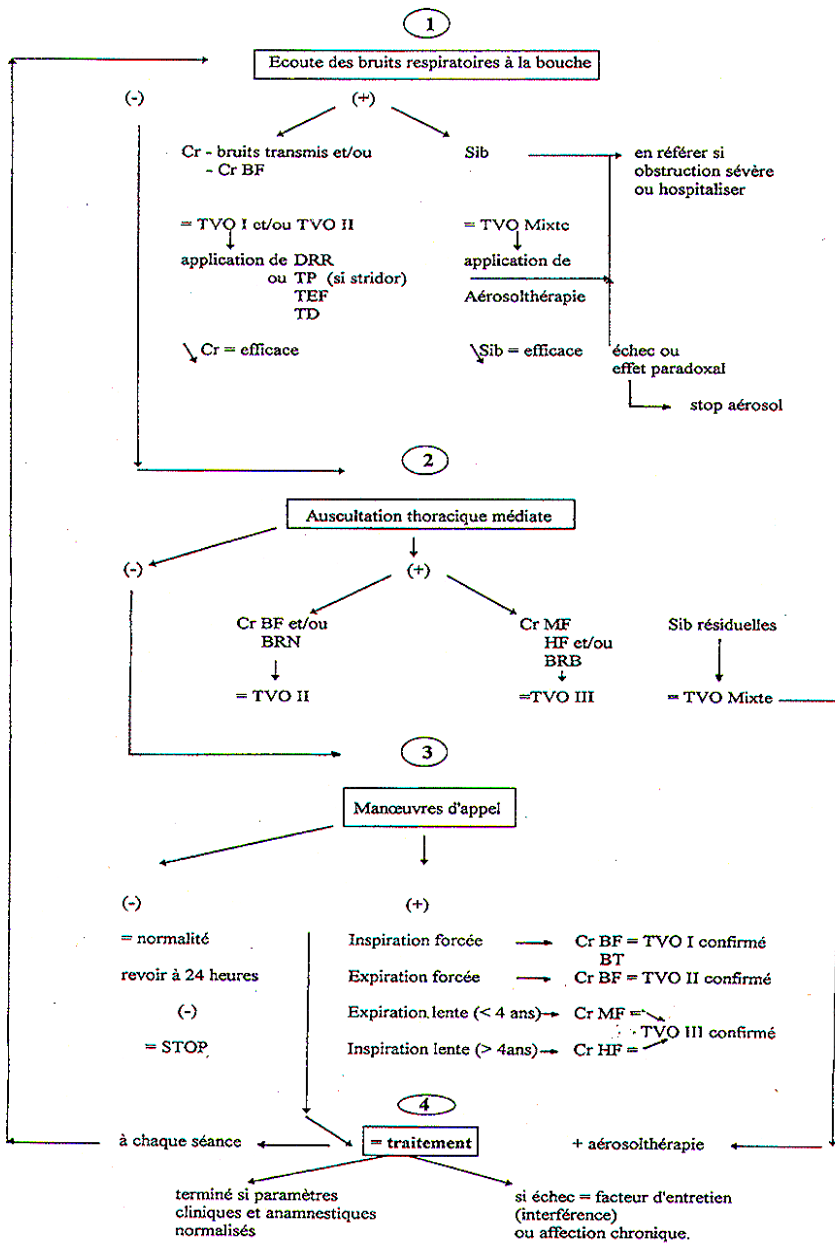 1
Ecoute des bruits respiratoires à la bouche
(-) (+)
Cr - bruits transmis et/ou
- Cr BF
Sib
en référer si
obstruction sévère
ou hospitaliser
= TVO I et/ou TVO II
= TVO Mixte
application de DRR
ou TP (si stridor)
TEF
TD
application de
Aérosolthérapie
Cr = efficace
Sib = efficace
échec ou
effet paradoxal
stop aérosol
2
Auscultation thoracique médiate
(-) (+)
Cr BF et/ou
BRN
= TVO II
Cr MF
HF et/ou
BRB
=TVO III
Sib résiduelles
= TVO Mixte
3
Manœuvres d'appel
(-) (+)
= normalité
revoir à 24 heures
(-)
= STOP
Inspiration forcée Cr BF = TVO I confirmé
BT
Expiration forcée Cr BF = TVO II confirmé
Expiration lente (< 4 ans) Cr MF =
TVO III confirmé
Inspiration lente (> 4ans) Cr HF =
4
à chaque séance = traitement + aérosolthérapie
terminé si paramètres
cliniques et anamnestiques
normalisés
si échec = facteur d'entretien
(interférence)
ou affection chronique.